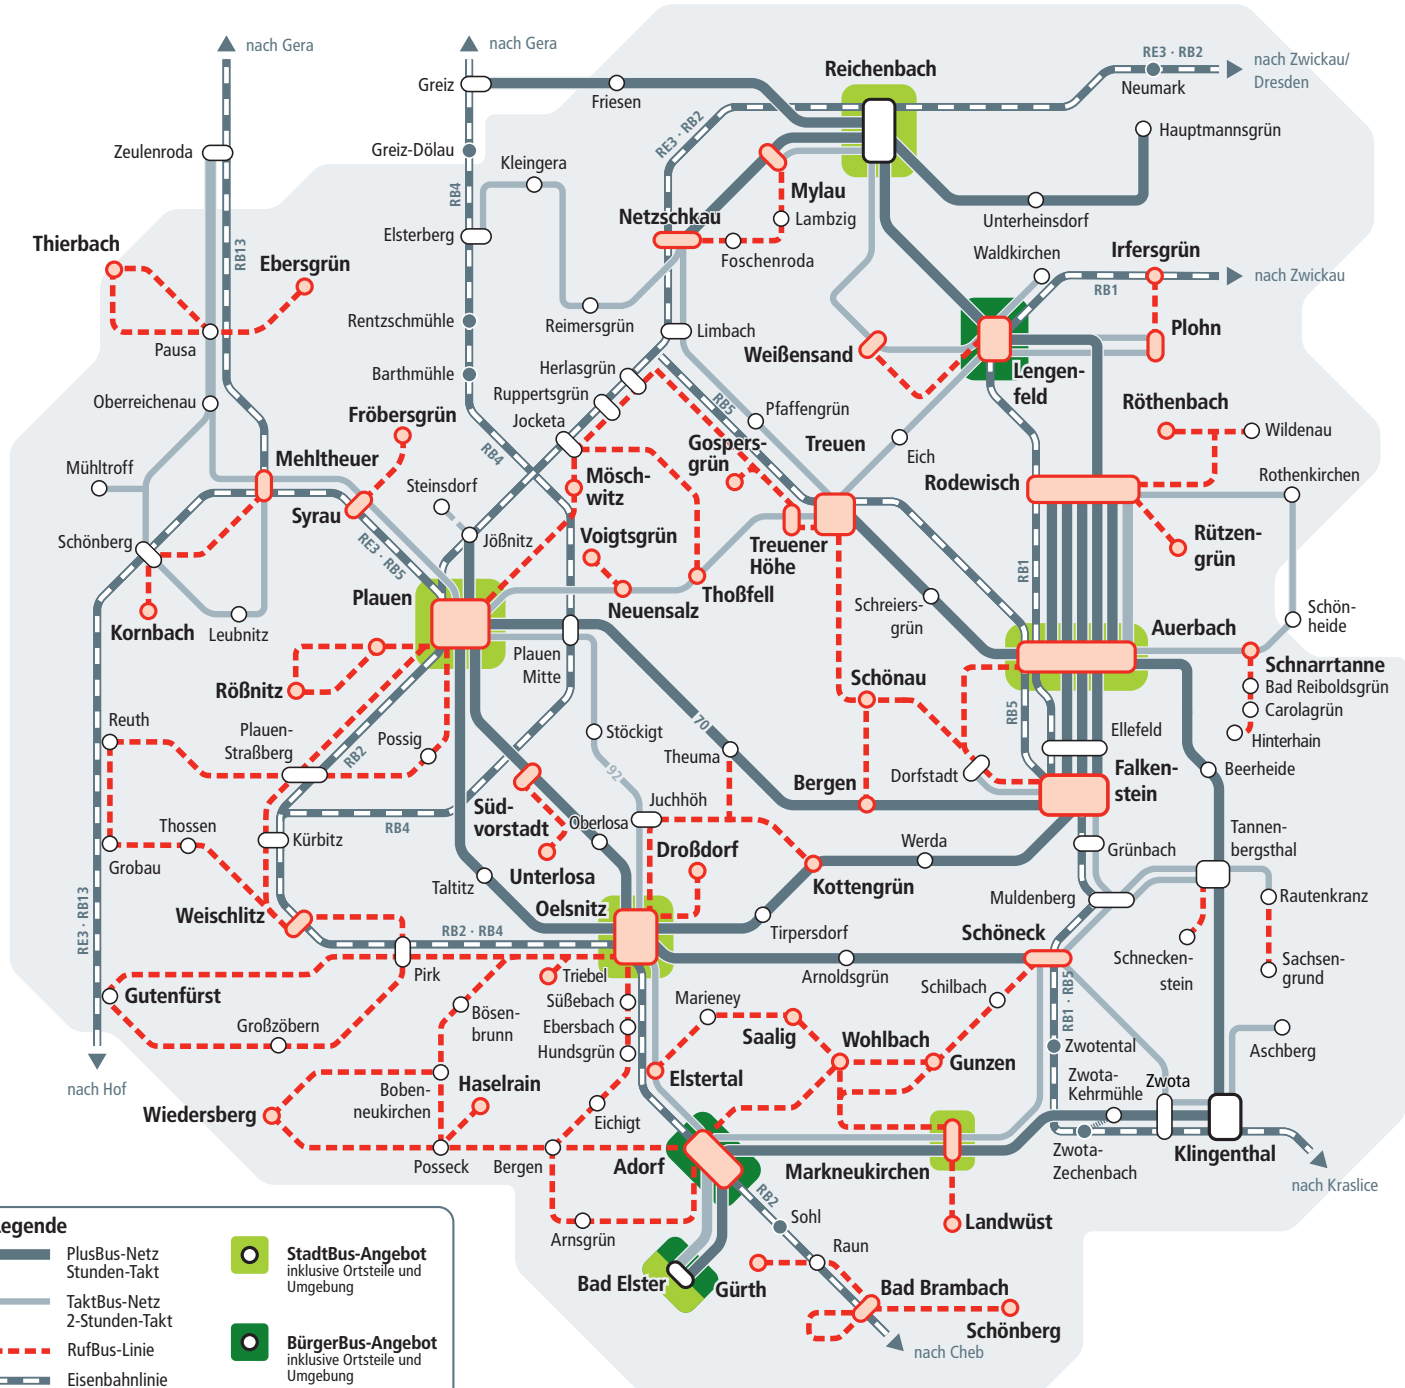 nach Gera
nach Gera
RE3 · RB2
nach Zwickau/
Dresden
Neumark
Reichenbach
Greiz
Friesen
Hauptmannsgrün
RE3 · RB2
Zeulenroda
Greiz-Dölau
Kleingera
Mylau
RB4
Lambzig
Netzschkau
Unterheinsdorf
Elsterberg
Foschenroda
Waldkirchen
Irfersgrün
Thierbach
RB13
Ebersgrün
RB1
nach Zwickau
Reimersgrün
Rentzschmühle
Limbach
Plohn
Pausa
Weißensand
Herlasgrün
Lengen-
feld
Barthmühle
Ruppertsgrün
RB5
Pfaffengrün
Röthenbach
Oberreichenau
Fröbersgrün
Jocketa
Gospers-
grün
Treuen
Wildenau
Eich
RB4
Mehltheuer
Mühltroff
Steinsdorf
Mösch-
witz
Rodewisch
Rothenkirchen
Syrau
Schönberg
Jößnitz
Voigtsgrün
Treuener
Höhe
Rützen-
grün
RE3 · RB5
RB1
Plauen
Neuensalz
Thoßfell
Schreiers-
grün
Schön-
heide
Kornbach
Leubnitz
Auerbach
Plauen
Mitte
Schnarrtanne
Rößnitz
Schönau
Bad Reiboldsgrün
Carolagrün
Reuth
Plauen-
Straßberg
Possig
RB2
Stöckigt
70
RB5
Ellefeld
Hinterhain
Theuma
92
Bergen
Dorfstadt
Falken-
stein
Beerheide
Süd-
vorstadt
Juchhöh
Oberlosa
RB4
Thossen
Kürbitz
Droßdorf
Werda
Grünbach
Tannen-
bergsthal
Grobau
Taltitz
Unterlosa
Kottengrün
RE3 · RB13
Weischlitz
Oelsnitz
Muldenberg
Rautenkranz
RB2 · RB4
Tirpersdorf
Schöneck
Schnecken-
stein
Sachsen-
grund
Pirk
Triebel
Arnoldsgrün
Schilbach
RB1 · RB5
Gutenfürst
Bösen-
brunn
Süßebach
Marieney
Großzöbern
Ebersbach
Saalig
Wohlbach
Zwotental
Aschberg
Hundsgrün
Gunzen
nach Hof
Boben-
neukirchen
Haselrain
Elstertal
Zwota-
Kehrmühle
Zwota
Wiedersberg
Eichigt
Posseck
Bergen
Adorf
Markneukirchen
Zwota-
Zechenbach
Klingenthal
nach Kraslice
RB2
Sohl
Landwüst
Arnsgrün
Raun
Bad Elster
Gürth
Bad Brambach
Schönberg
nach Cheb
egende
PlusBus-Netz
Stunden-Takt
TaktBus-Netz
2-Stunden-Takt
RufBus-Linie
Eisenbahnlinie
StadtBus-Angebot
inklusive Ortsteile und
Umgebung
BürgerBus-Angebot
inklusive Ortsteile und
Umgebung